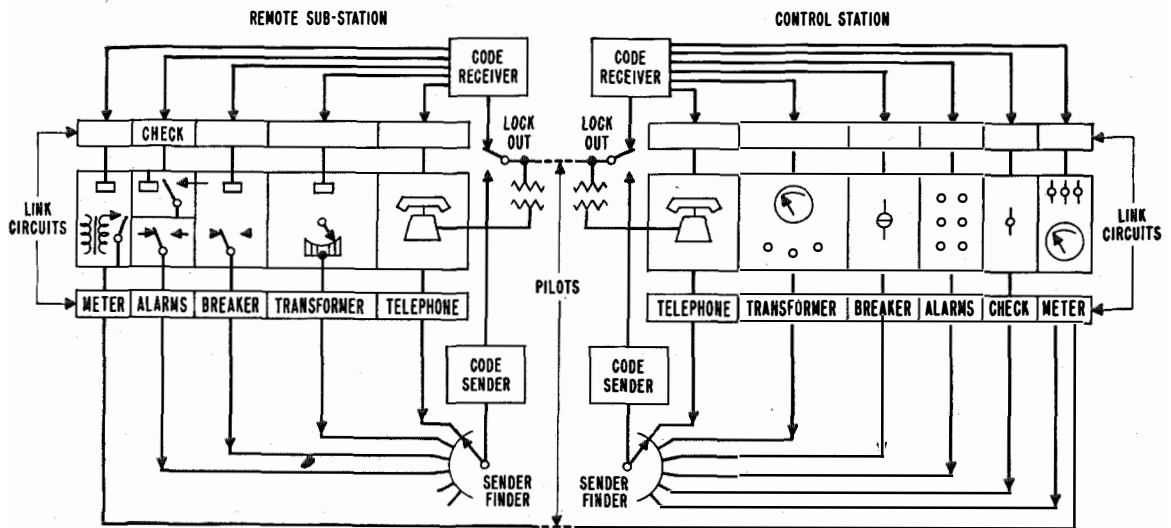 REMOTE SUB-STATION
CONTROL STATION
CODE
RECEIVER
CODE
RECEIVER
CHECK
LOCK
OUT
LOCK
OUT
LINK
CIRCUITS
LINK
CIRCUITS
PILOTS
METER
ALARMS
BREAKER
TRANSFORMER
TELEPHONE
TELEPHONE
TRANSFORMER
BREAKER
ALARMS
CHECK
METER
CODE
SENDER
CODE
SENDER
SENDER
FINDER
SENDER
FINDER